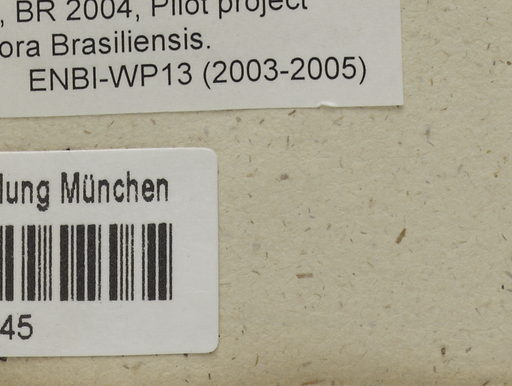 , BR 2004, Pilot project
ora Brasiliensis.
ENBI-WP13 (2003-2005)
lung München
45